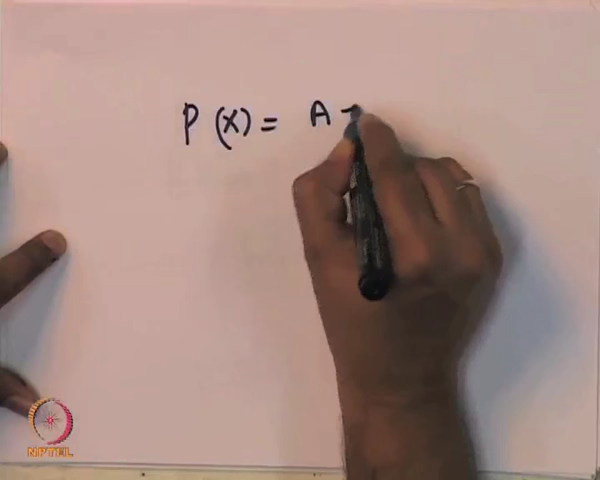 P (x) = A -
NPTEL